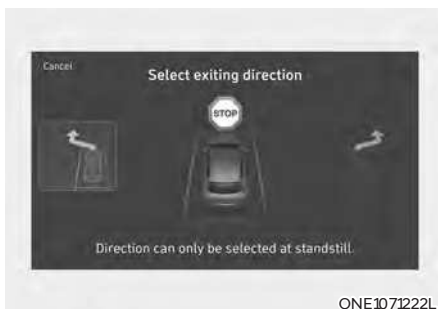 Cancel
Select exiting direction
STOP
Direction can only be selected at standstill.
ONE1071222L